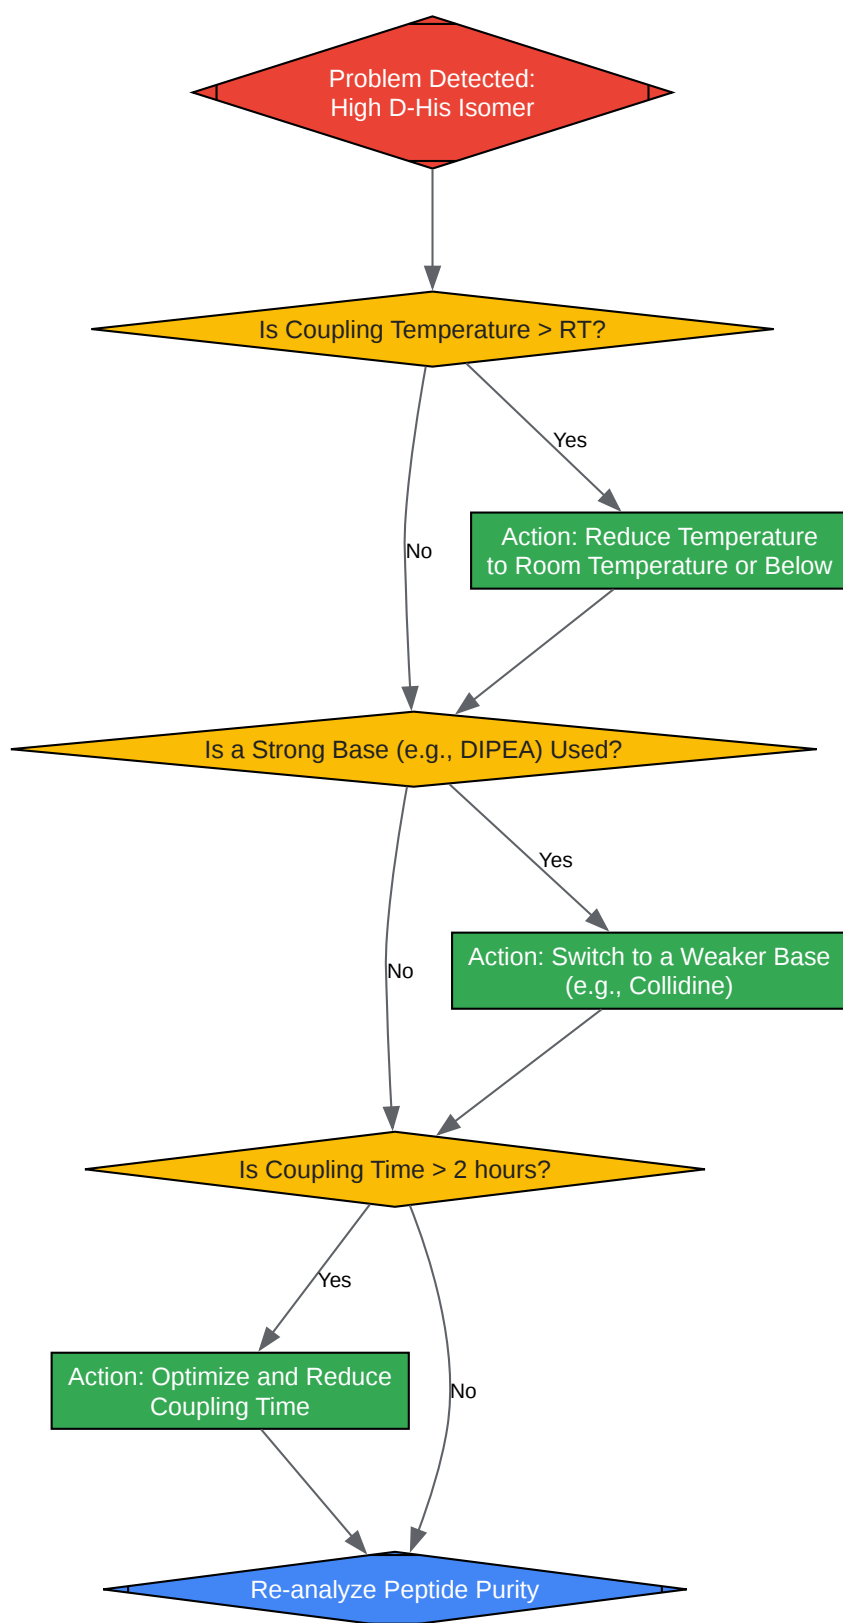 Problem Detected:
High D-His Isomer
Is Coupling Temperature > RT?
Yes
Action: Reduce Temperature
to Room Temperature or Below
No
Is a Strong Base (e.g., DIPEA) Used?
Yes
Action: Switch to a Weaker Base
(e.g., Collidine)
No
Is Coupling Time > 2 hours?
Yes
Action: Optimize and Reduce
Coupling Time
No
Re-analyze Peptide Purity